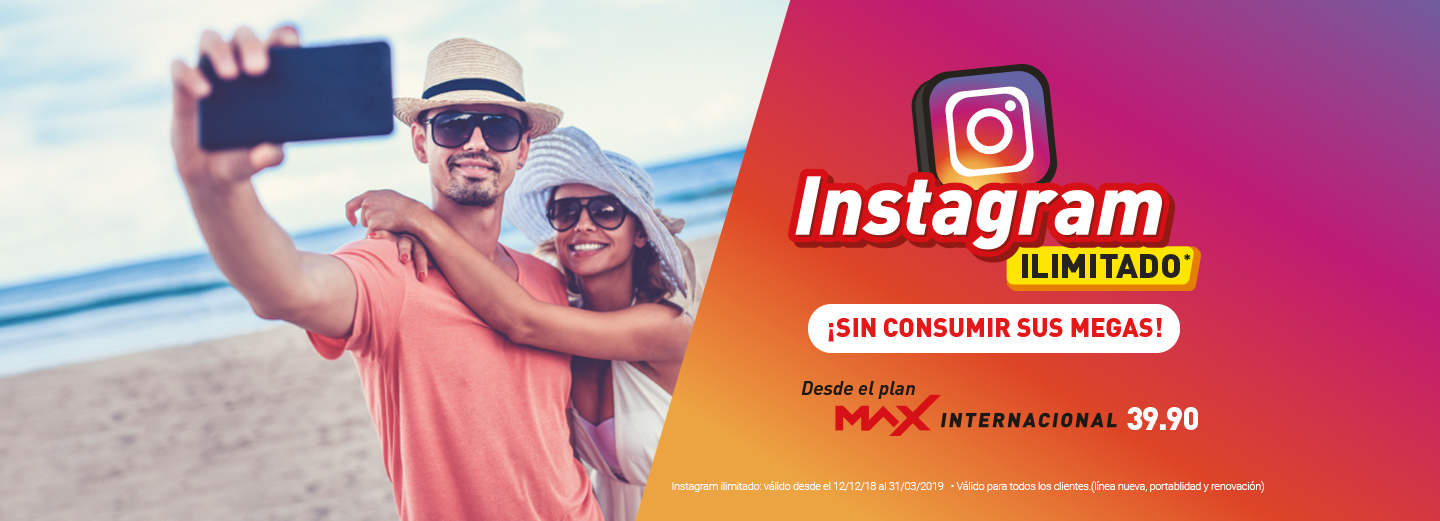 Instagram
ILIMITADO*
¡SIN CONSUMIR SUS MEGAS!
Desde el plan
MAX INTERNACIONAL 39.90
Instagram ilimitado: válido desde el 12/12/18 al 31/03/2019 • Válido para todos los clientes.(línea nueva, portablidad y renovación)